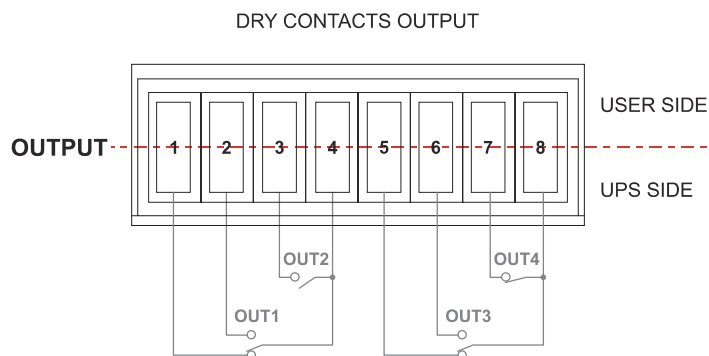 DRY CONTACTS OUTPUT
USER SIDE
OUTPUT 1 2 3 4 5 6 7 8
UPS SIDE
OUT2 OUT4
OUT1 OUT3